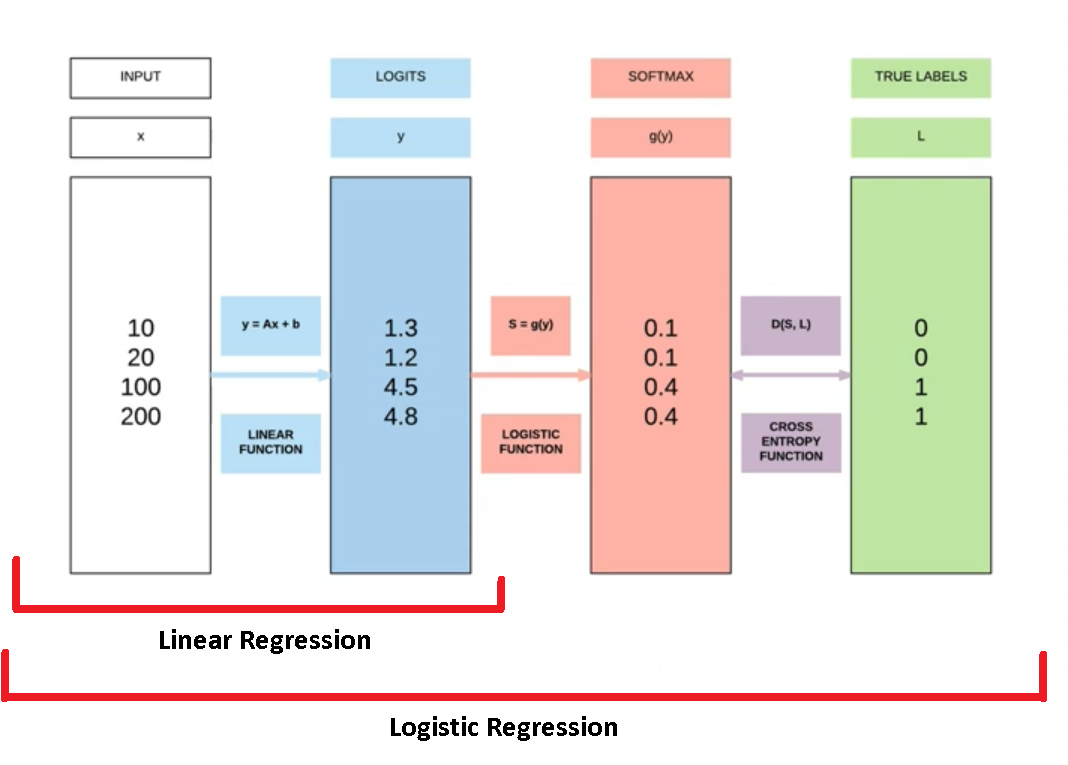 INPUT
LOGITS
SOFTMAX
TRUE LABELS
x
y
g(y)
L
10
20
100
200
y = Ax + b
LINEAR
FUNCTION
1.3
1.2
4.5
4.8
S = g(y)
LOGISTIC
FUNCTION
0.1
0.1
0.4
0.4
D(S, L)
CROSS
ENTROPY
FUNCTION
0
0
1
1
Linear Regression
Logistic Regression